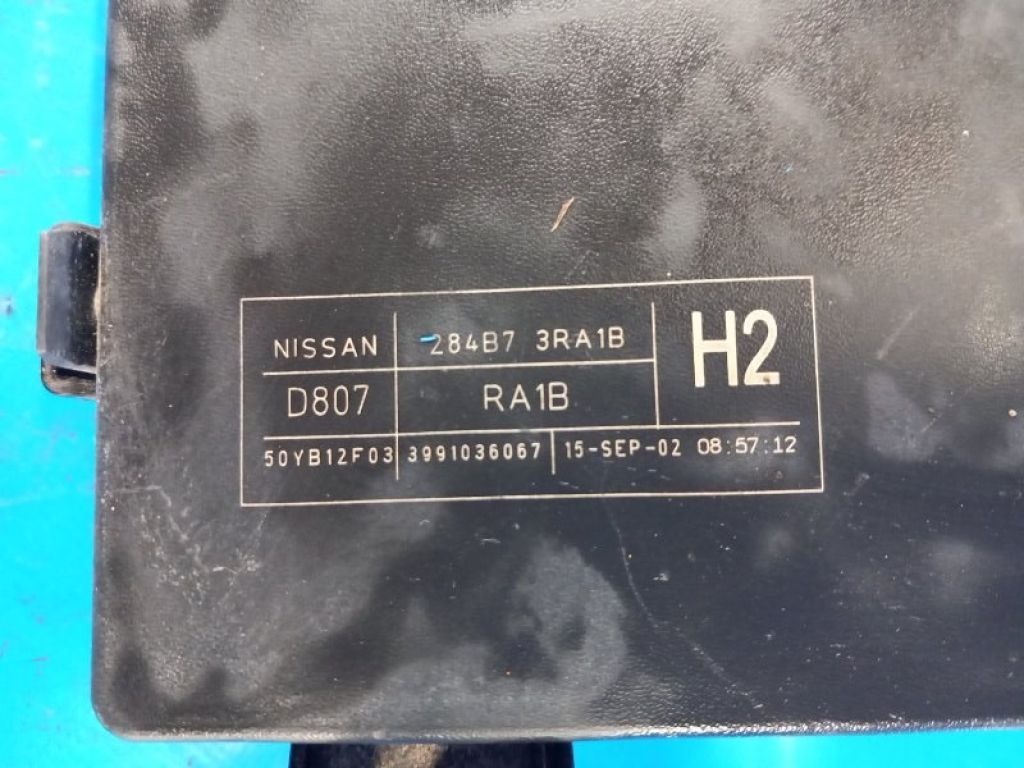 NISSAN 284B7 3RA1B H2
D807 RA1B
50YB12F03 3991036067 15-SEP-02 08:57:12